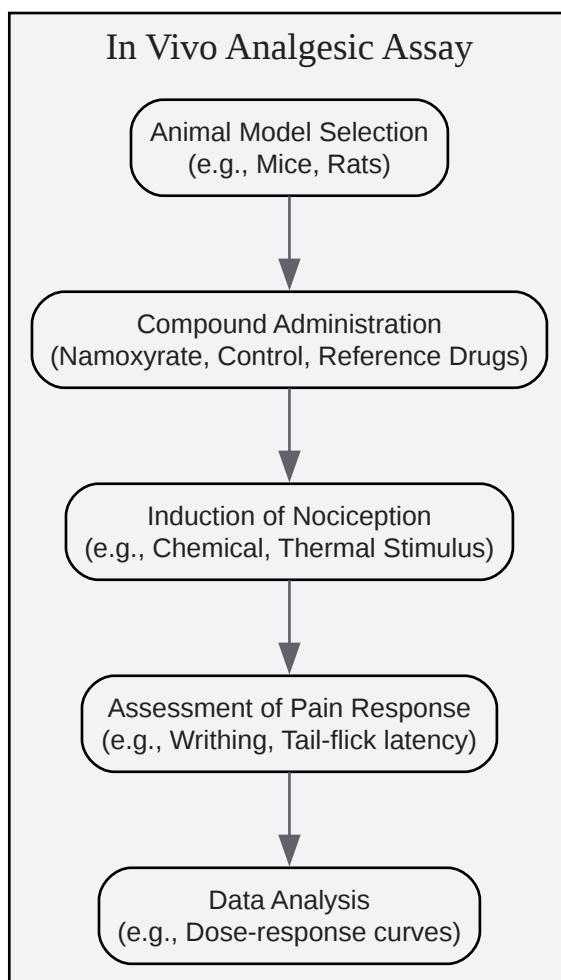 In Vivo Analgesic Assay
Animal Model Selection
(e.g., Mice, Rats)
Compound Administration
(Namoxyrate, Control, Reference Drugs)
Induction of Nociception
(e.g., Chemical, Thermal Stimulus)
Assessment of Pain Response
(e.g., Writhing, Tail-flick latency)
Data Analysis
(e.g., Dose-response curves)